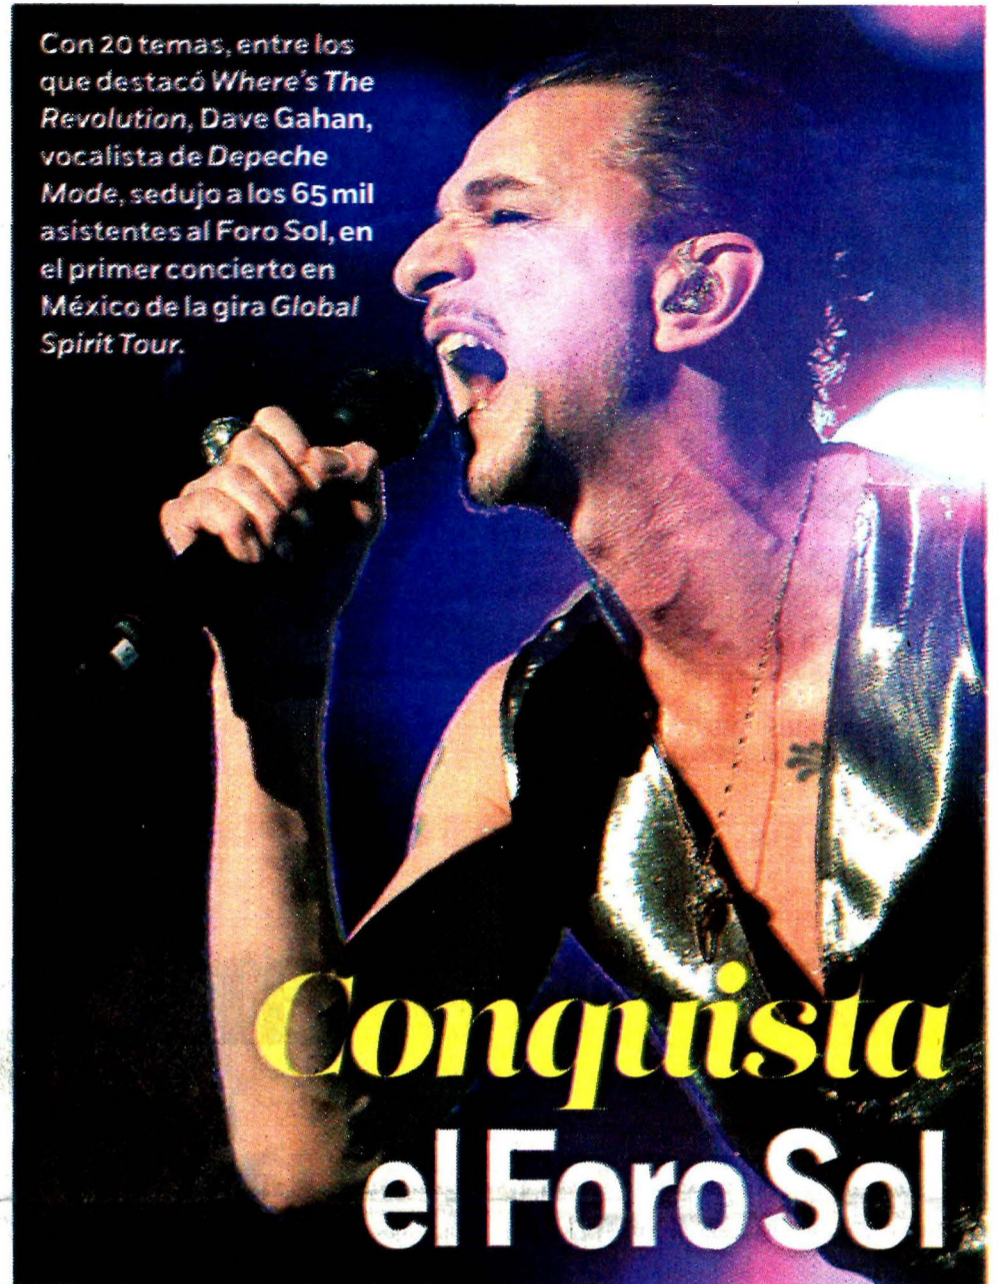 Con 20 temas, entre los
que destacó Where's The
Revolution, Dave Gahan,
vocalista de Depeche
Mode, sedujo a los 65 mil
asistentes al Foro Sol, en
el primer concierto en
México de la gira Global
Spirit Tour.
Conquista
el Foro Sol